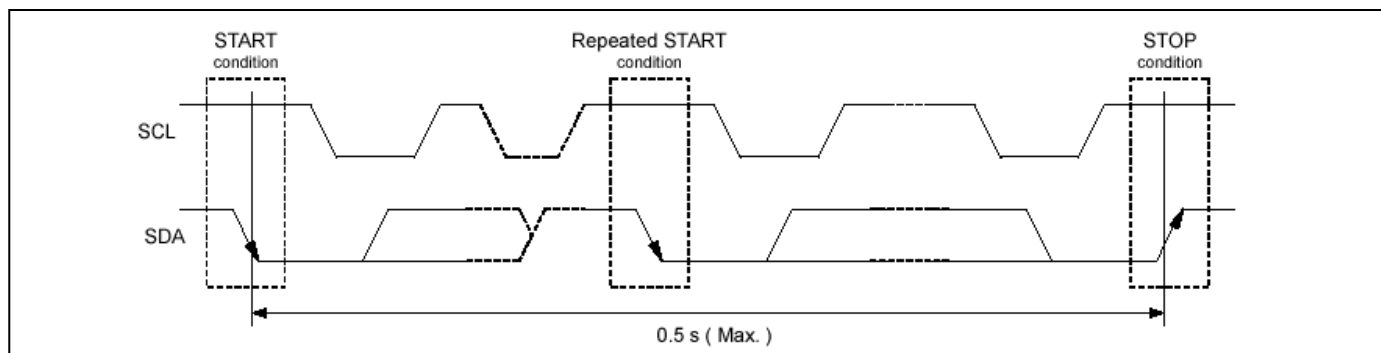 START
condition
Repeated START
condition
STOP
condition
SCL
SDA
0.5 s ( Max. )